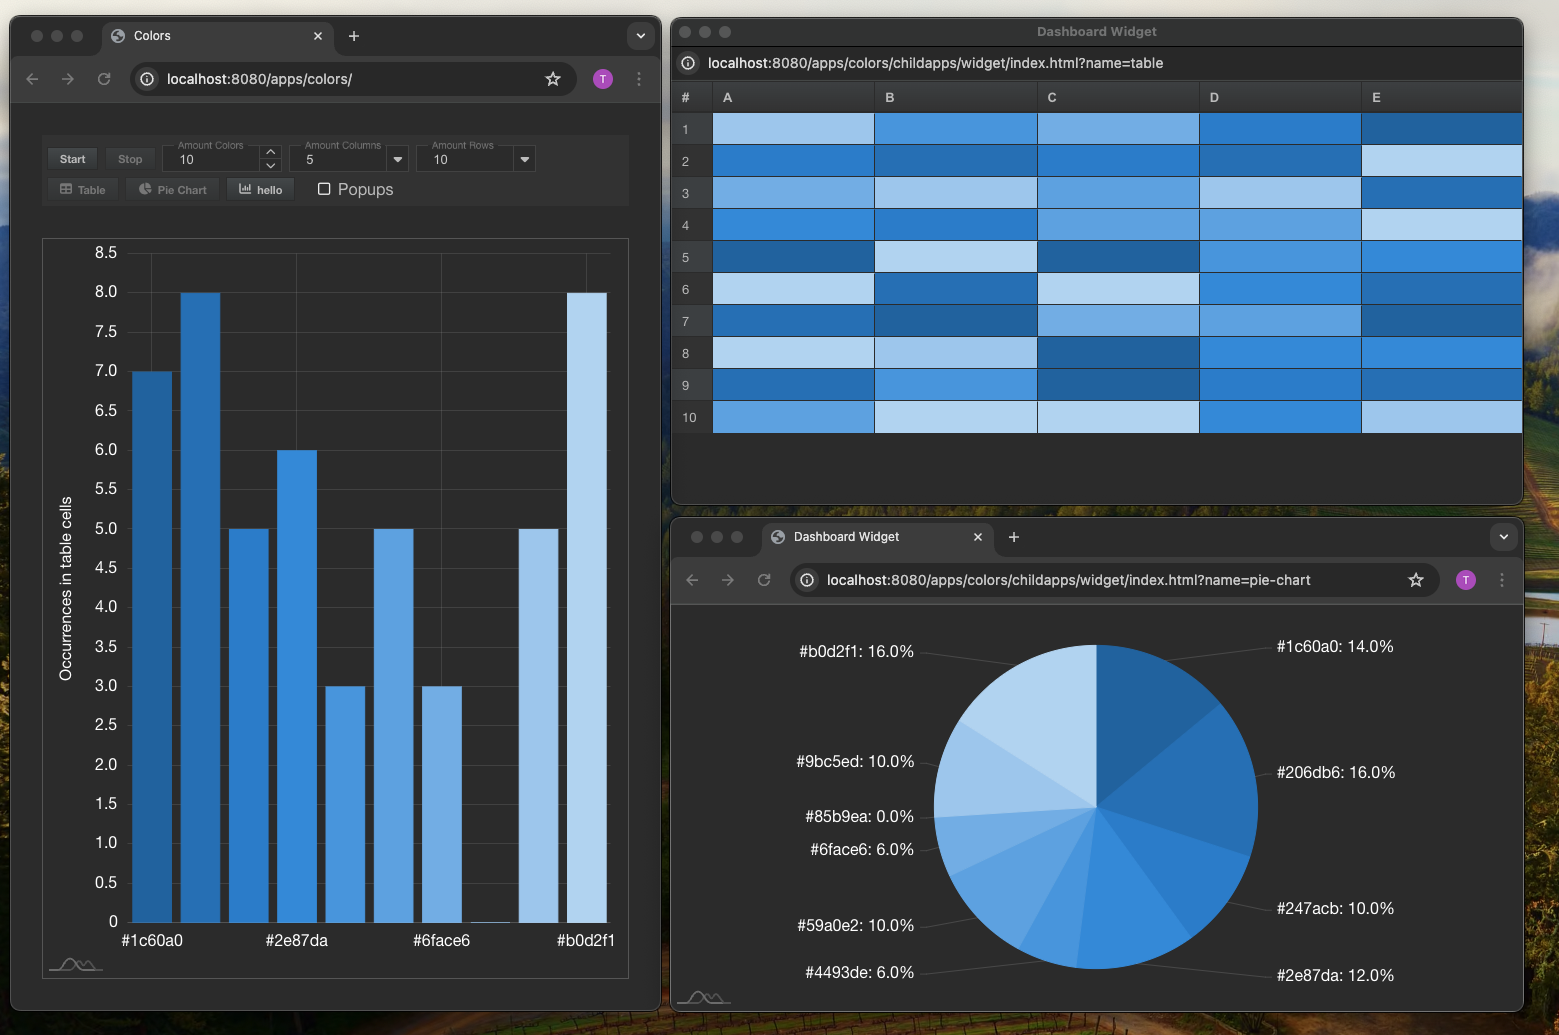 Colors
localhost:8080/apps/colors/
T
Start
Stop
Amount Colors
10
Amount Columns
5
Amount Rows
10
Table
Pie Chart
hello
Popups
8.5
8.0
7.5
7.0
6.5
6.0
5.5
5.0
4.5
4.0
3.5
3.0
2.5
2.0
1.5
1.0
0.5
0
Occurrences in table cells
#1c60a0
#2e87da
#6face6
#b0d2f1
Dashboard Widget
localhost:8080/apps/colors/childapps/widget/index.html?name=table
# A B C D E
1
2
3
4
5
6
7
8
9
10
Dashboard Widget
localhost:8080/apps/colors/childapps/widget/index.html?name=pie-chart
T
#b0d2f1: 16.0%
#1c60a0: 14.0%
#9bc5ed: 10.0%
#206db6: 16.0%
#85b9ea: 0.0%
#6face6: 6.0%
#247acb: 10.0%
#59a0e2: 10.0%
#4493de: 6.0%
#2e87da: 12.0%